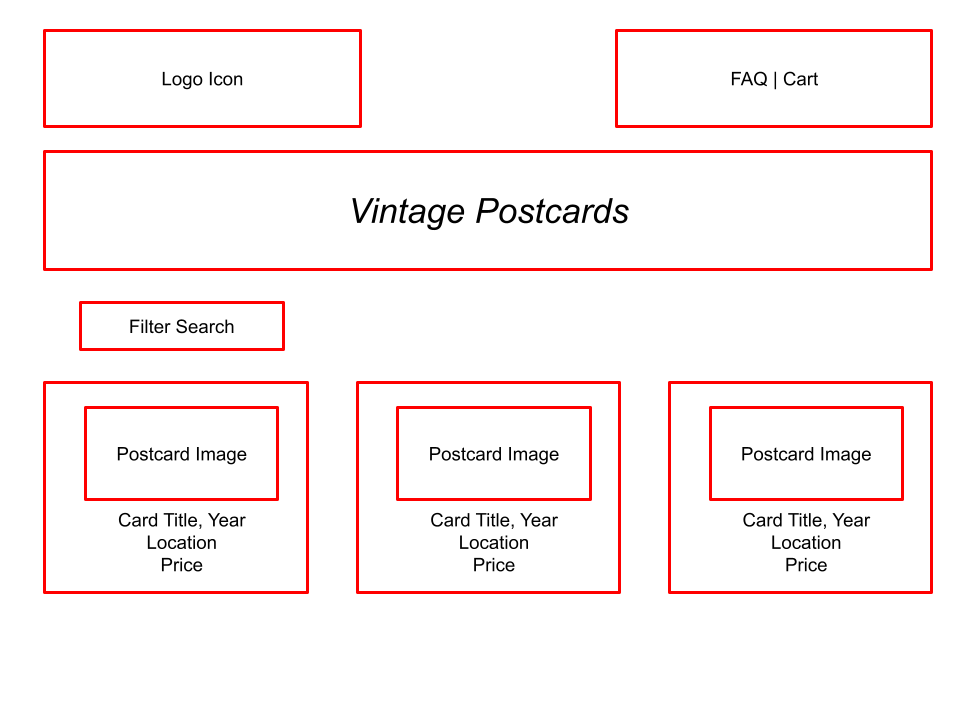 Logo Icon
FAQ | Cart
Vintage Postcards
Filter Search
Postcard Image
Card Title, Year
Location
Price
Postcard Image
Card Title, Year
Location
Price
Postcard Image
Card Title, Year
Location
Price